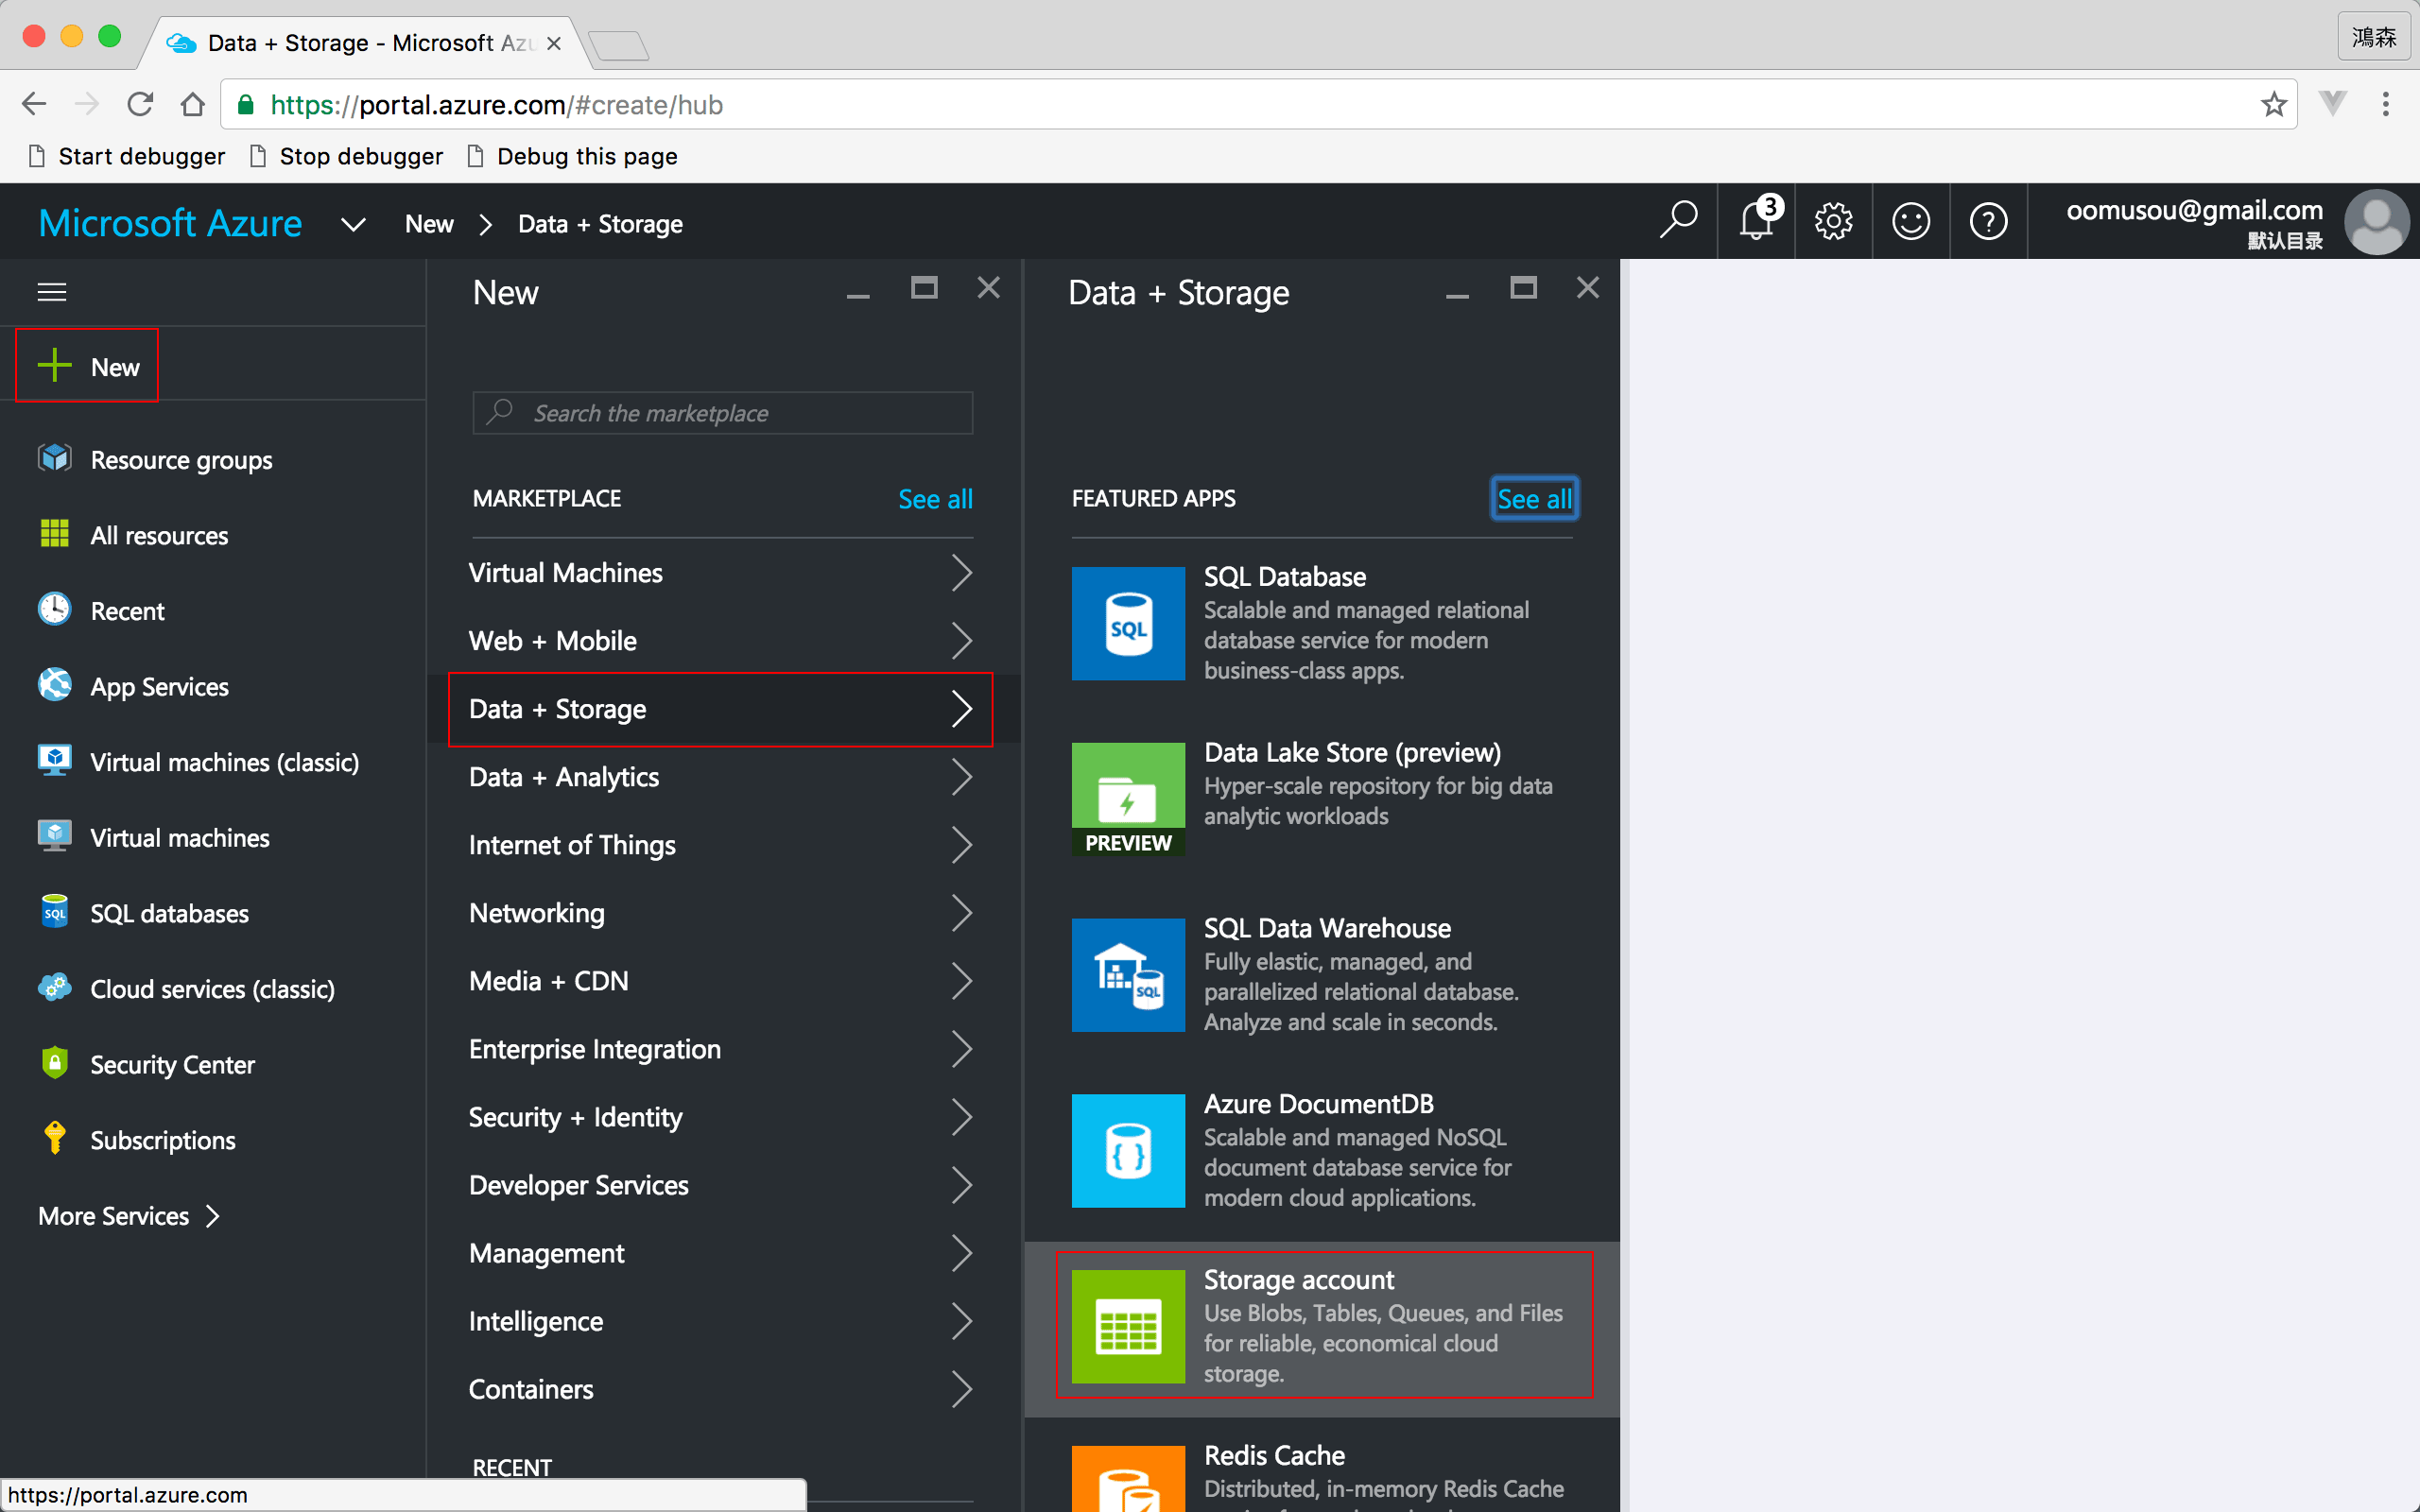 Data + Storage - Microsoft Azu
鴻森
https://portal.azure.com/#create/hub
Start debugger
Stop debugger
Debug this page
Microsoft Azure
New
Data + Storage
3
oomusou@gmail.com
默认目录
New
Resource groups
All resources
Recent
App Services
Virtual machines (classic)
Virtual machines
SQL
SQL databases
Cloud services (classic)
Security Center
Subscriptions
More Services
New
Search the marketplace
MARKETPLACE
See all
Virtual Machines
Web + Mobile
Data + Storage
Data + Analytics
Internet of Things
Networking
Media + CDN
Enterprise Integration
Security + Identity
Developer Services
Management
Intelligence
Containers
RECENT
Data + Storage
FEATURED APPS
See all
SQL
SQL Database
Scalable and managed relational
database service for modern
business-class apps.
PREVIEW
Data Lake Store (preview)
Hyper-scale repository for big data
analytic workloads
SQL
SQL Data Warehouse
Fully elastic, managed, and
parallelized relational database.
Analyze and scale in seconds.
Azure DocumentDB
Scalable and managed NoSQL
document database service for
modern cloud applications.
Storage account
Use Blobs, Tables, Queues, and Files
for reliable, economical cloud
storage.
Redis Cache
Distributed, in-memory Redis Cache
https://portal.azure.com